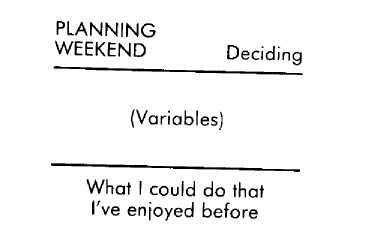 PLANNING
WEEKEND Deciding
(Variables)
What I could do that
I've enjoyed before